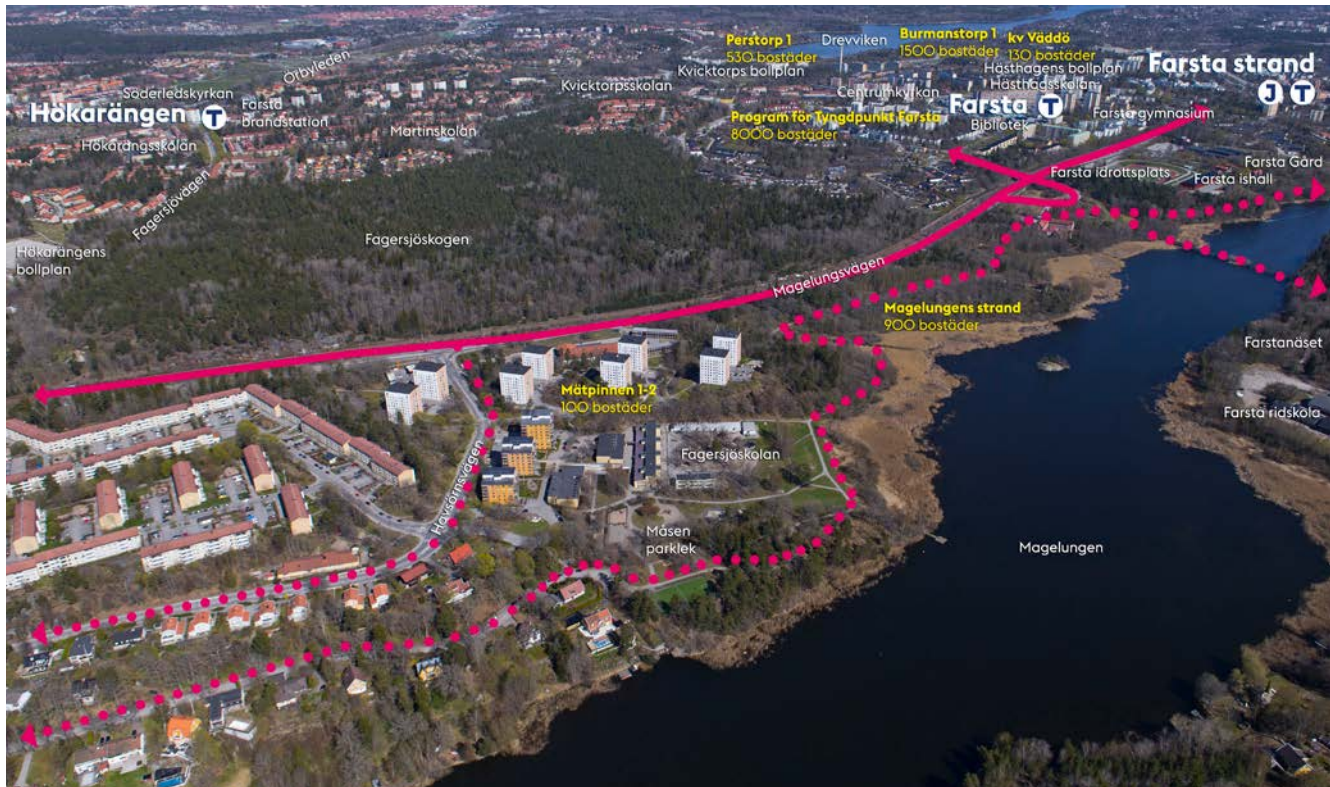 Perstorp 1
530 bostäder
Drevviken
Burmanstorp 1
1500 bostäder
kv Väddö
130 bostäder
Farsta strand
J T
Örbyleden
Kvicktorps bollplan
Hästhagens bollplan
Hästhagsskolan
Kvicktorpsskolan
Centrumkyrkan
Söderledskyrkan
Hökarängen T
Farsta
brandstation
Farsta T
Bibliotek
Farsta gymnasium
Program för Tyngdpunkt Farsta
8000 bostäder
Martinskolan
Hökarängsskolan
Fagersjövägen
Farsta idrottsplats
Farsta Gård
Farsta ishall
Fagersjöskogen
Hökarängens
bollplan
Magelungsvägen
Magelungens strand
900 bostäder
Farstanäset
Mätpinnen 1-2
100 bostäder
Farsta ridskola
Fagersjöskolan
Havsörnsvägen
Måsen
parklek
Magelungen